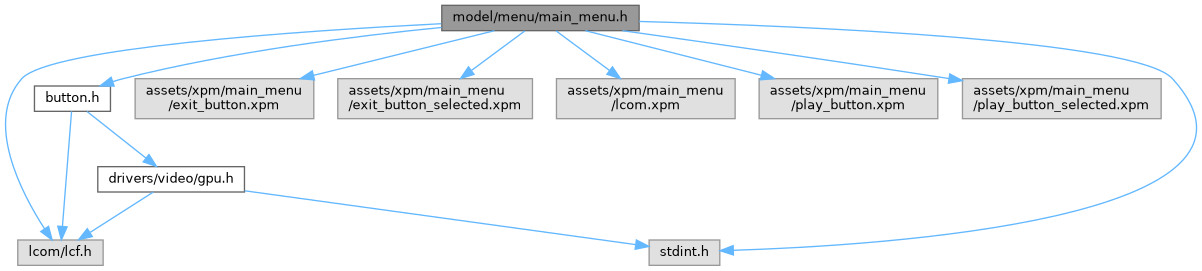 model/menu/main_menu.h
button.h
assets/xpm/main_menu
/exit_button.xpm
assets/xpm/main_menu
/exit_button_selected.xpm
assets/xpm/main_menu
/lcom.xpm
assets/xpm/main_menu
/play_button.xpm
assets/xpm/main_menu
/play_button_selected.xpm
drivers/video/gpu.h
lcom/lcf.h
stdint.h